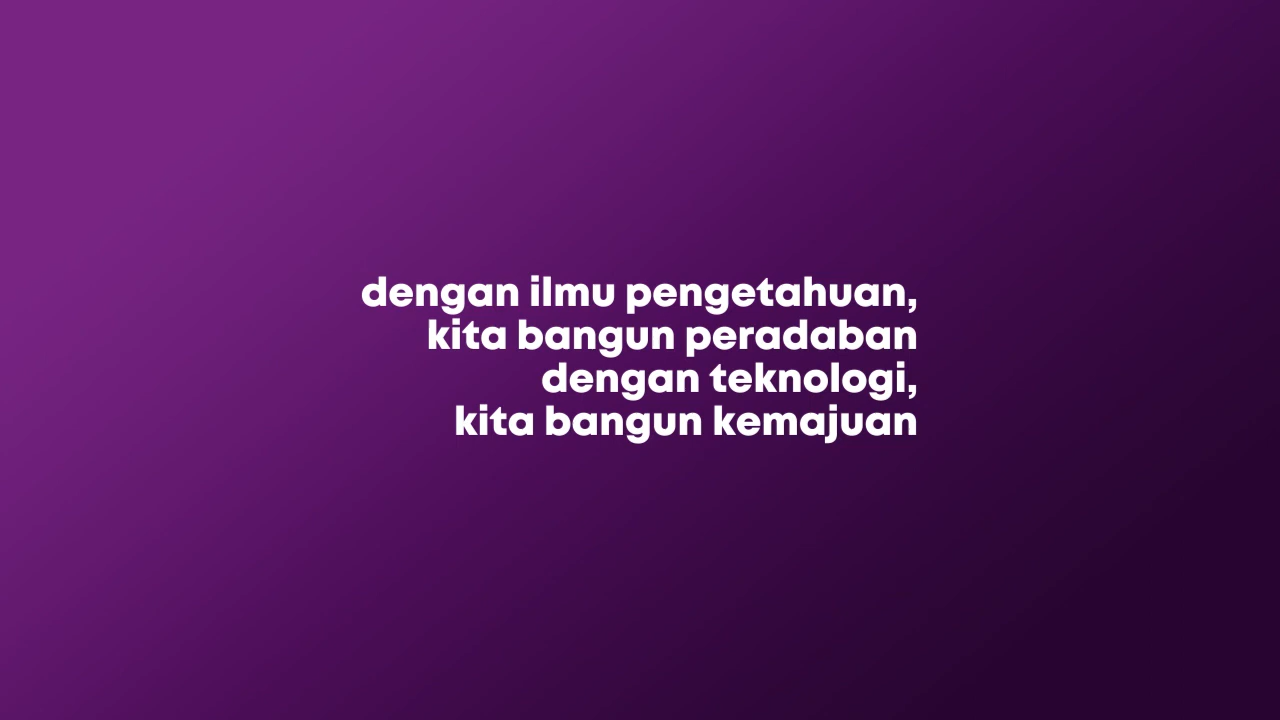 dengan ilmu pengetahuan,
kita bangun peradaban
dengan teknologi,
kita bangun kemajuan